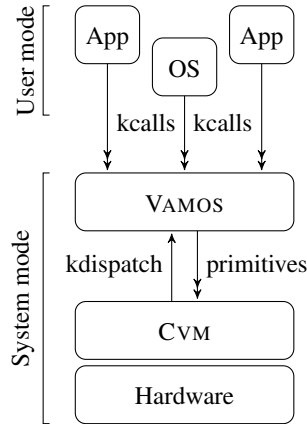 User mode
App
App
OS
kcalls
kcalls
System mode
VAMOS
kdispatch
primitives
CVM
Hardware